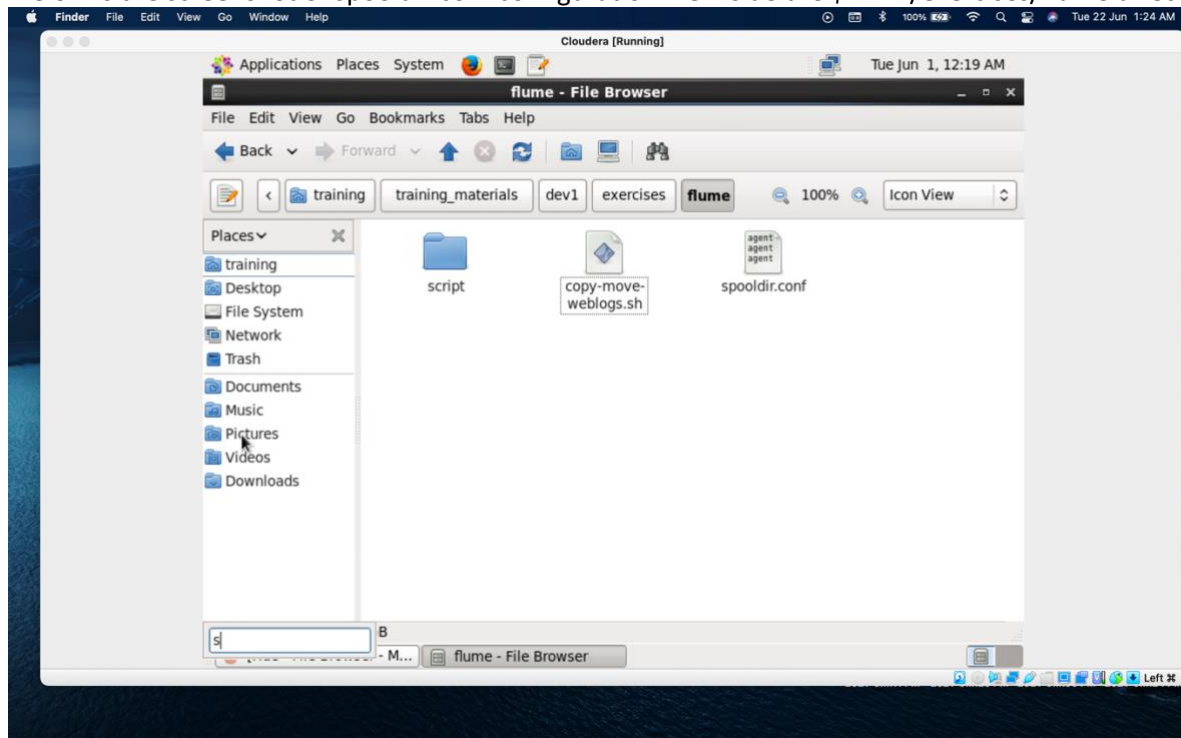 Finder File Edit View Go Window Help 100% Tue 22 Jun 1:24 AM
Cloudera [Running]
Applications Places System Tue Jun 1, 12:19 AM
flume - File Browser
File Edit View Go Bookmarks Tabs Help
Back Forward
training training_materials dev1 exercises flume 100% Icon View
Places
training
Desktop
File System
Network
Trash
Documents
Music
Pictures
Videos
Downloads
script
copy-move-
weblogs.sh
agent
agent
agent
spooldir.conf
s
B
- M... flume - File Browser
Left ⌘